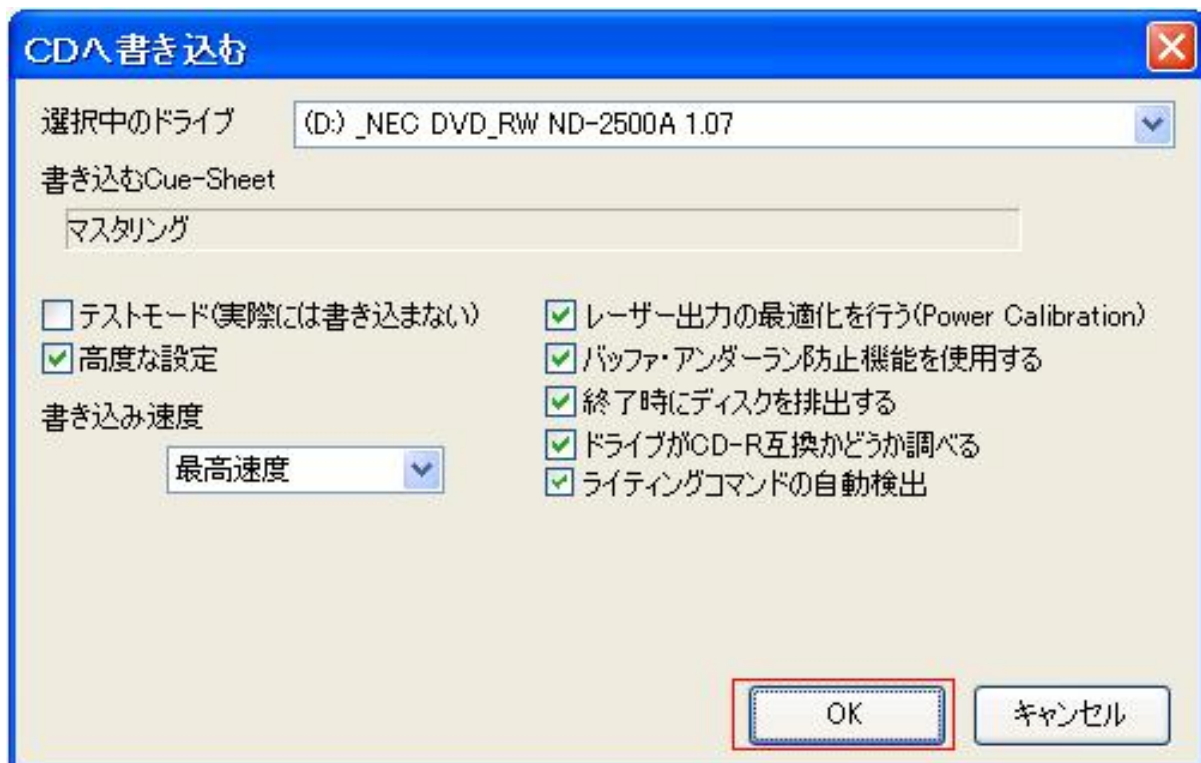 CDへ書き込む
選択中のドライブ
(D:) _NEC DVD_RW ND-2500A 1.07
書き込むCue-Sheet
マスタリング
テストモード(実際には書き込まない)
高度な設定
書き込み速度
最高速度
レーザー出力の最適化を行う(Power Calibration)
バッファ・アンダーラン防止機能を使用する
終了時にディスクを排出する
ドライブがCD-R互換かどうか調べる
ライティングコマンドの自動検出
OK
キャンセル